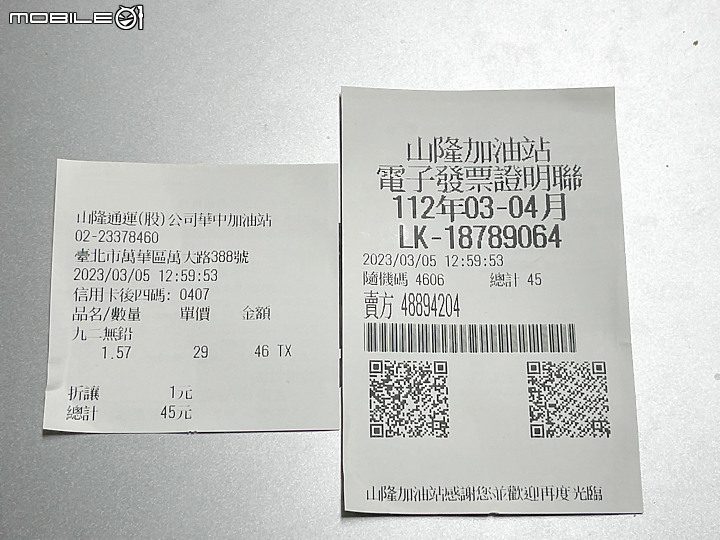 MOBILE01
山隆通運(股)公司華中加油站
02-23378460
臺北市萬華區萬大路388號
2023/03/05 12:59:53
信用卡後四碼: 0407
品名/數量 單價 金額
九二無鉛
1.57 29 46 TX
折讓 1元
總計 45元
山隆加油站
電子發票證明聯
112年03-04月
LK-18789064
2023/03/05 12:59:53
隨機碼 4606 總計 45
賣方 48894204
山隆加油站感謝您並歡迎再度光臨